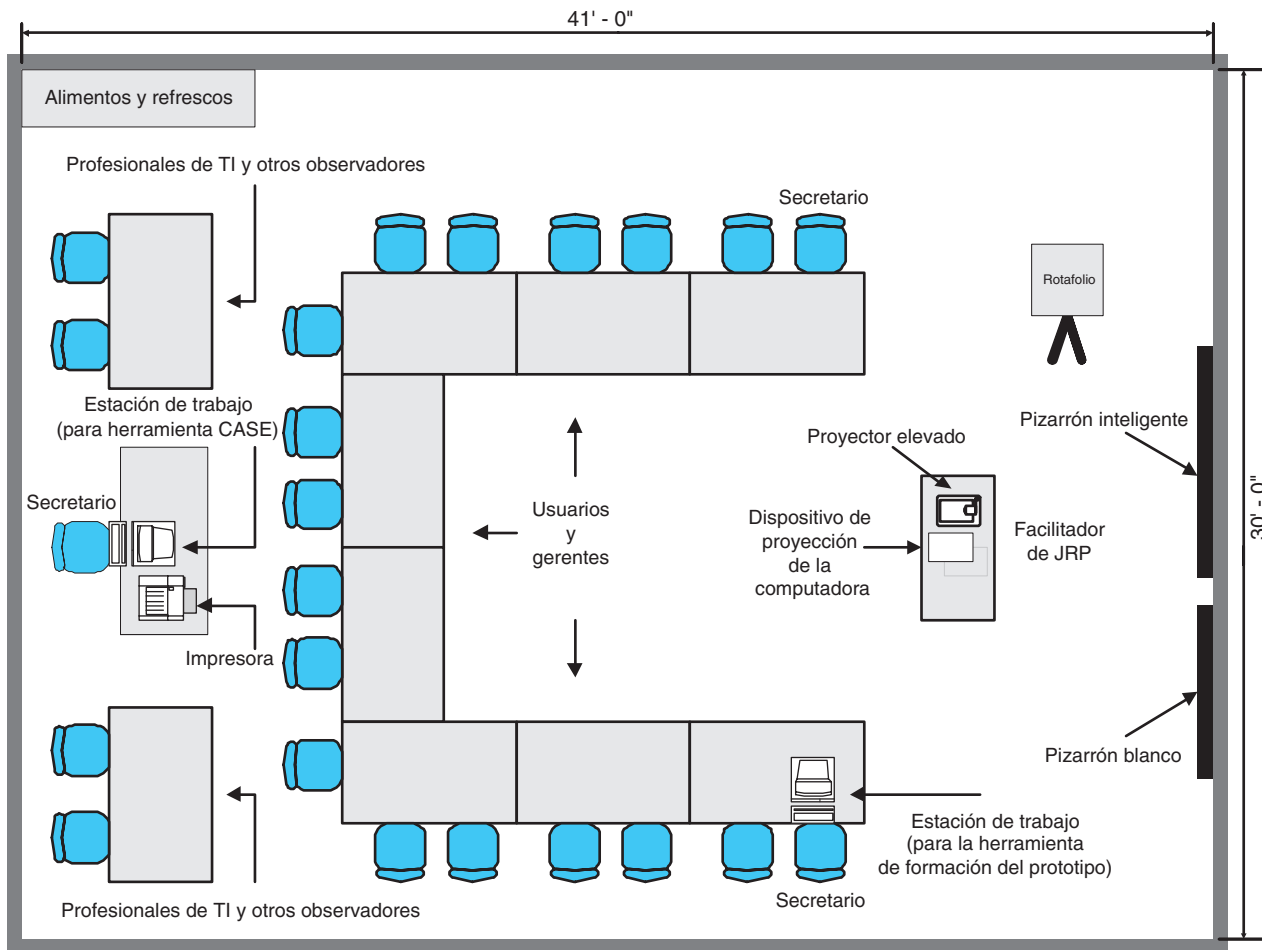 41' - 0"
Alimentos y refrescos
Profesionales de TI y otros observadores
Secretario
Rotafolio
Estación de trabajo
(para herramienta CASE)
Pizarrón inteligente
Proyector elevado
Secretario
Usuarios
y
gerentes
Dispositivo de
proyección
de la
computadora
Facilitador
de JRP
30' - 0"
Impresora
Pizarrón blanco
Estación de trabajo
(para la herramienta
de formación del prototipo)
Secretario
Profesionales de TI y otros observadores